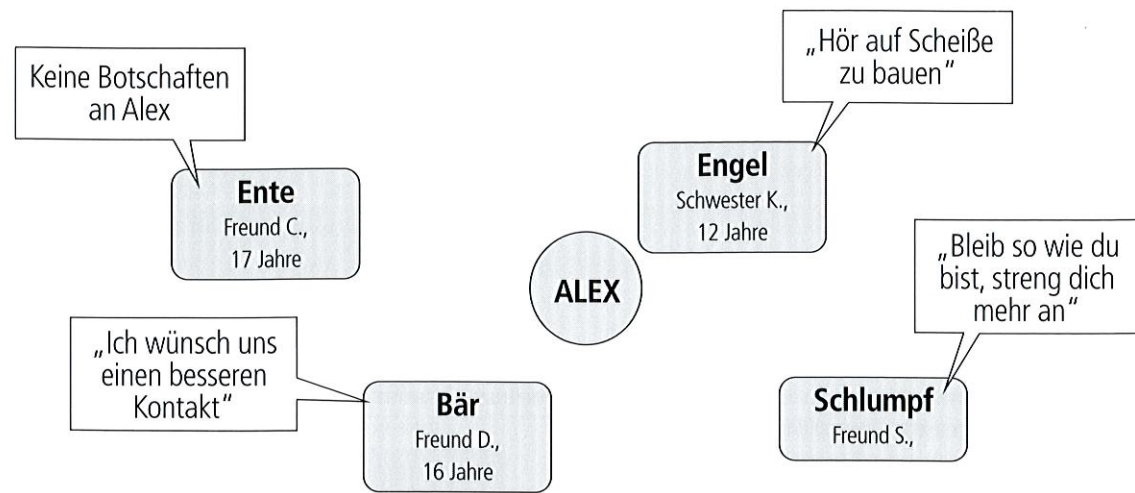 Keine Botschaften
an Alex
Ente
Freund C.,
17 Jahre
„Hör auf Scheiße
zu bauen“
Engel
Schwester K.,
12 Jahre
ALEX
„Ich wünsch uns
einen besseren
Kontakt“
Bär
Freund D.,
16 Jahre
„Bleib so wie du
bist, streng dich
mehr an“
Schlumpf
Freund S.,